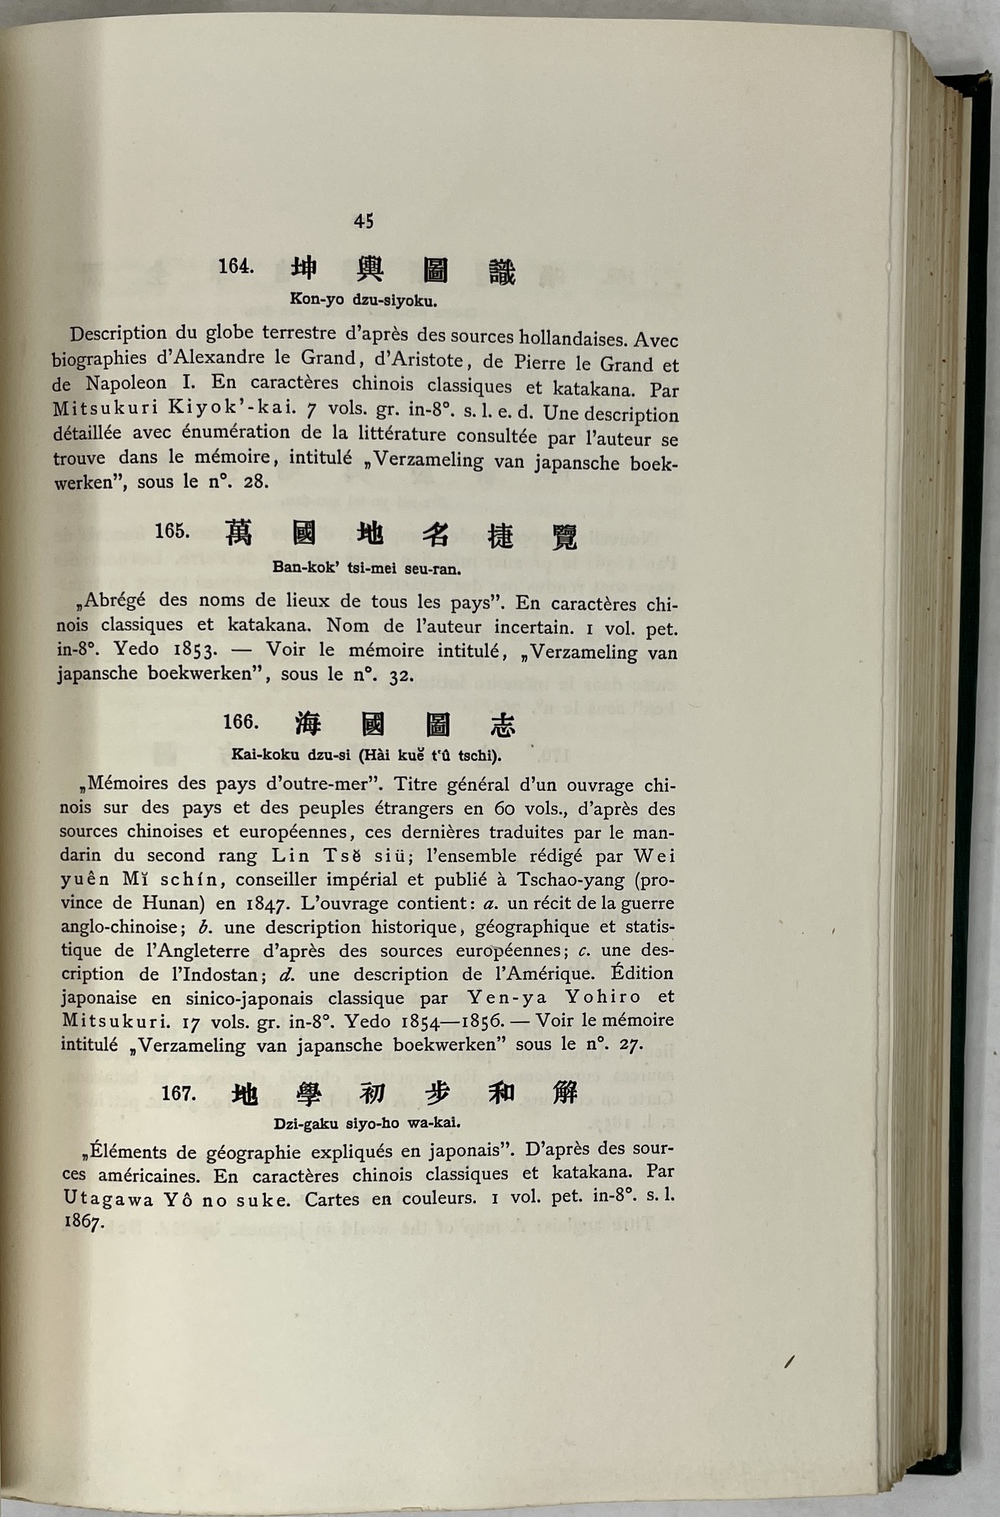 45
164. 坤輿圖識
Kon-yo dzu-siyoku.
Description du globe terrestre d'après des sources hollandaises. Avec
biographies d'Alexandre le Grand, d'Aristote, de Pierre le Grand et
de Napoleon I. En caractères chinois classiques et katakana. Par
Mitsukuri Kiyok'-kai. 7 vols. gr. in-8°. s. l. e. d. Une description
détaillée avec énumération de la littérature consultée par l'auteur se
trouve dans le mémoire, intitulé „Verzameling van japansche boek-
werken”, sous le n°. 28.
165. 萬國地名捷覽
Ban-kok' tsi-mei seu-ran.
„Abrégé des noms de lieux de tous les pays”. En caractères chi-
nois classiques et katakana. Nom de l'auteur incertain. 1 vol. pet.
in-8°. Yedo 1853. — Voir le mémoire intitulé, „Verzameling van
japansche boekwerken”, sous le n°. 32.
166. 海國圖志
Kai-koku dzu-si (Hài kuĕ t'û tschi).
„Mémoires des pays d'outre-mer”. Titre général d'un ouvrage chi-
nois sur des pays et des peuples étrangers en 60 vols., d'après des
sources chinoises et européennes, ces dernières traduites par le man-
darin du second rang Lin Tsĕ siü; l'ensemble rédigé par Wei
yuên Mĭ schín, conseiller impérial et publié à Tschao-yang (pro-
vince de Hunan) en 1847. L'ouvrage contient: a. un récit de la guerre
anglo-chinoise; b. une description historique, géographique et statis-
tique de l'Angleterre d'après des sources européennes; c. une des-
cription de l'Indostan; d. une description de l'Amérique. Édition
japonaise en sinico-japonais classique par Yen-ya Yohiro et
Mitsukuri. 17 vols. gr. in-8°. Yedo 1854—1856. — Voir le mémoire
intitulé „Verzameling van japansche boekwerken” sous le n°. 27.
167. 地學初步和解
Dzi-gaku siyo-ho wa-kai.
„Éléments de géographie expliqués en japonais”. D'après des sour-
ces américaines. En caractères chinois classiques et katakana. Par
Utagawa Yô no suke. Cartes en couleurs. 1 vol. pet. in-8°. s. l.
1867.